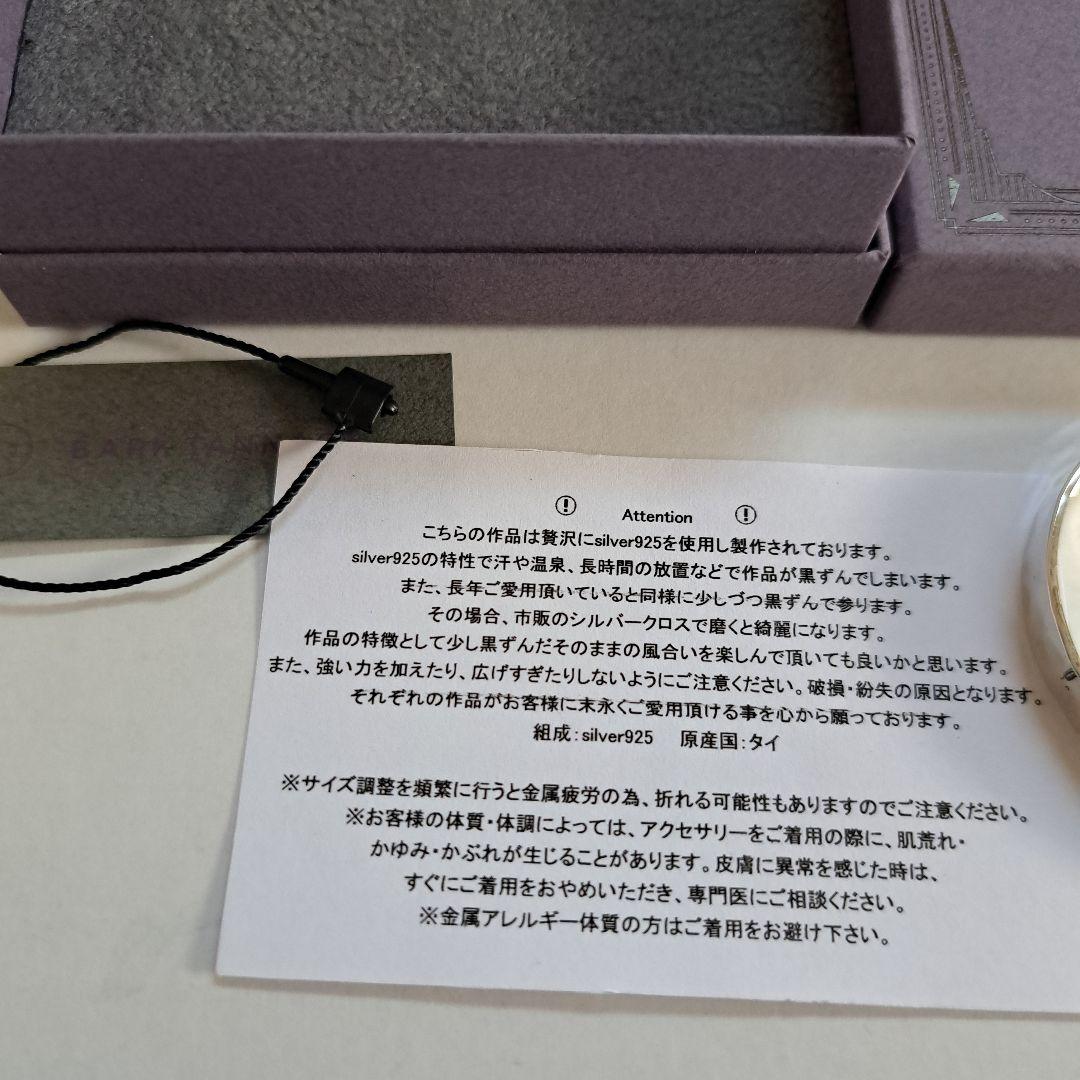 BARK TANN
Attention
こちらの作品は贅沢にsilver925を使用し製作されております。
silver925の特性で汗や温泉、長時間の放置などで作品が黒ずんでしまいます。
また、長年ご愛用頂いていると同様に少しづつ黒ずんで参ります。
その場合、市販のシルバークロスで磨くと綺麗になります。
作品の特徴として少し黒ずんだそのままの風合いを楽しんで頂いても良いかと思います。
また、強い力を加えたり、広げすぎたりしないようにご注意ください。破損・紛失の原因となります。
それぞれの作品がお客様に末永くご愛用頂ける事を心から願っております。
組成:silver925 原産国:タイ
※サイズ調整を頻繁に行うと金属疲労の為、折れる可能性もありますのでご注意ください。
※お客様の体質・体調によっては、アクセサリーをご着用の際に、肌荒れ・
かゆみ・かぶれが生じることがあります。皮膚に異常を感じた時は、
すぐにご着用をおやめいただき、専門医にご相談ください。
※金属アレルギー体質の方はご着用をお避け下さい。